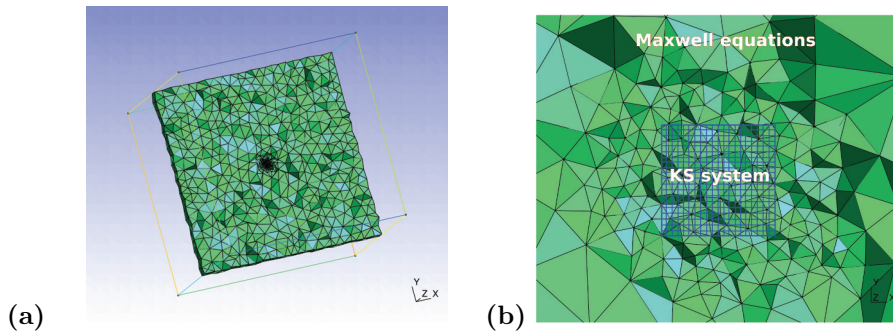 Maxwell equations
KS system
Y
Z X
Y
Z X
(a)
(b)